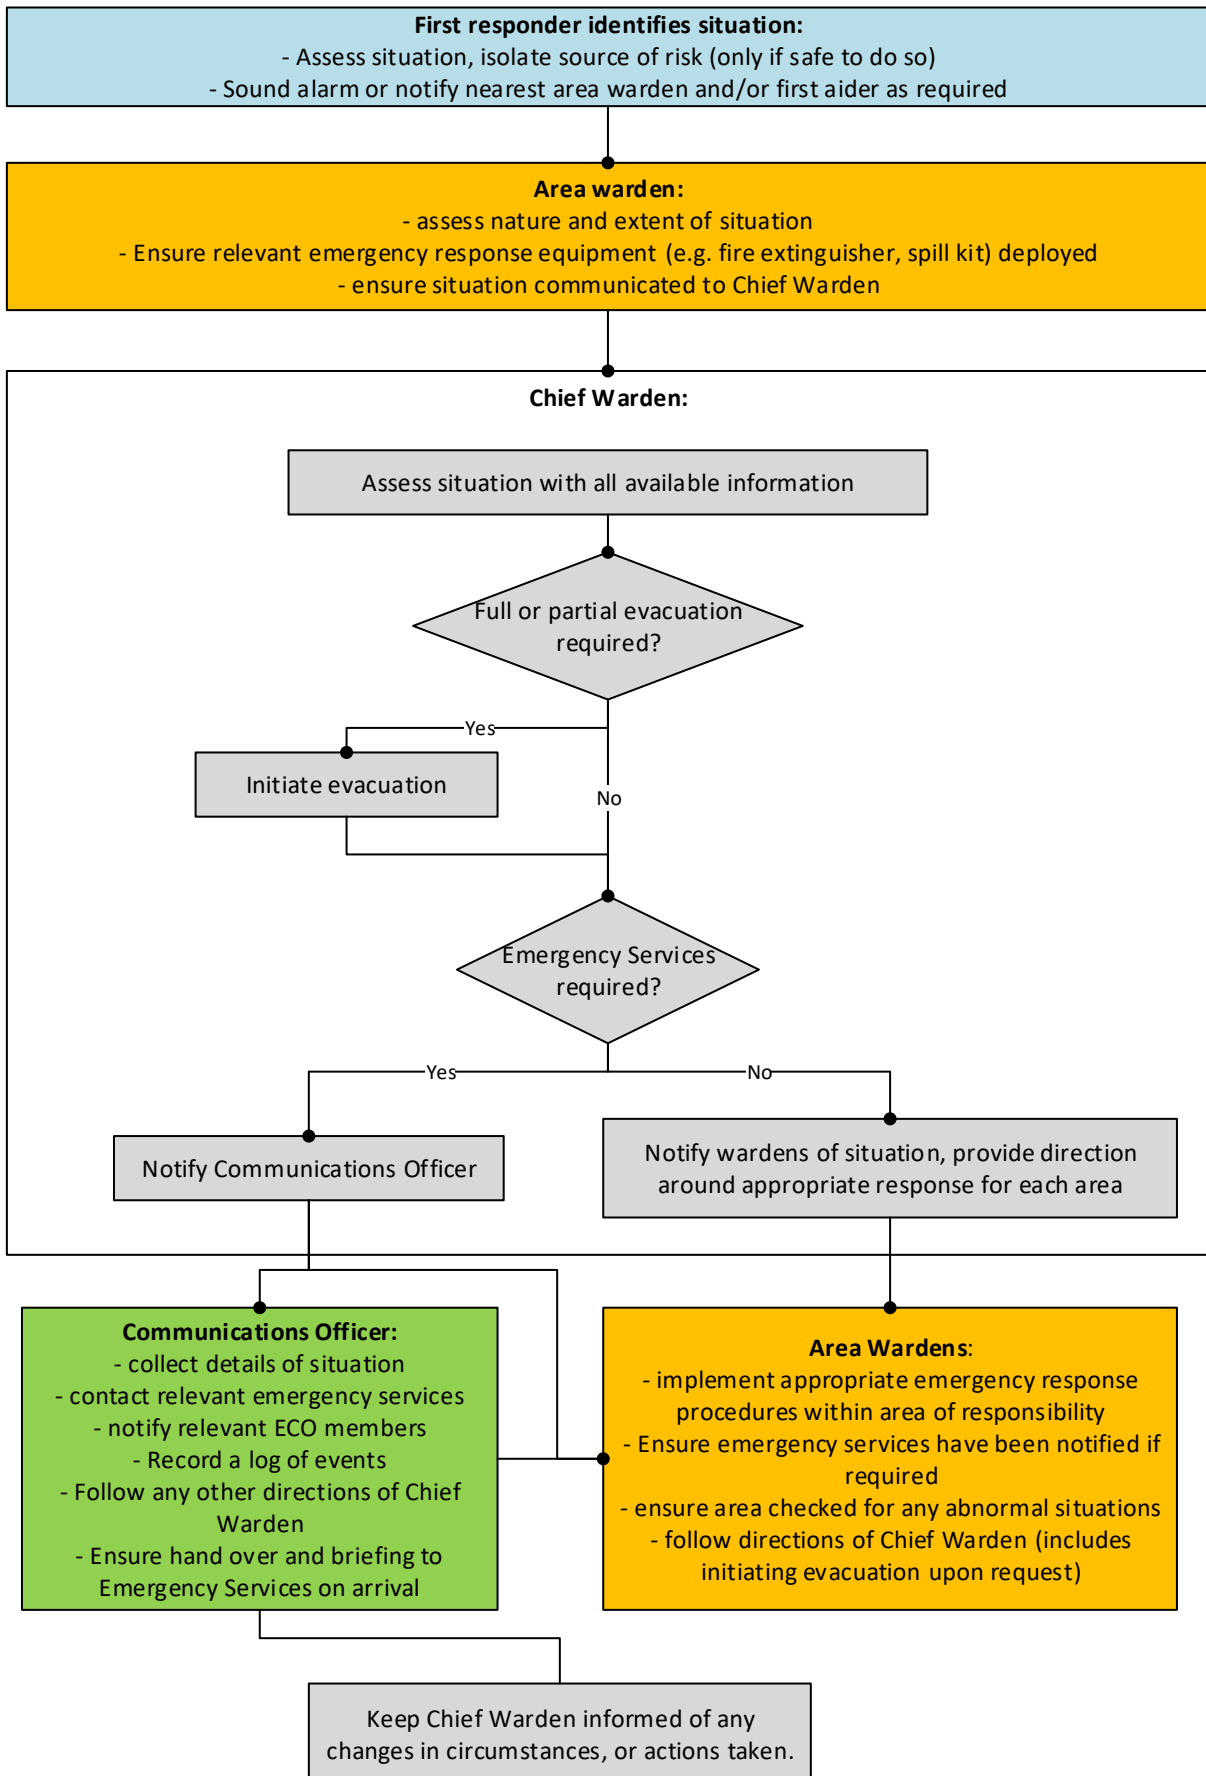 First responder identifies situation:
- Assess situation, isolate source of risk (only if safe to do so)
- Sound alarm or notify nearest area warden and/or first aider as required
Area warden:
- assess nature and extent of situation
- Ensure relevant emergency response equipment (e.g. fire extinguisher, spill kit) deployed
- ensure situation communicated to Chief Warden
Chief Warden:
Assess situation with all available information
Full or partial evacuation
required?
Yes
Initiate evacuation
No
Emergency Services
required?
Yes
No
Notify Communications Officer
Notify wardens of situation, provide direction
around appropriate response for each area
Communications Officer:
- collect details of situation
- contact relevant emergency services
- notify relevant ECO members
- Record a log of events
- Follow any other directions of Chief
Warden
- Ensure hand over and briefing to
Emergency Services on arrival
Area Wardens:
- implement appropriate emergency response
procedures within area of responsibility
- Ensure emergency services have been notified if
required
- ensure area checked for any abnormal situations
- follow directions of Chief Warden (includes
initiating evacuation upon request)
Keep Chief Warden informed of any
changes in circumstances, or actions taken.